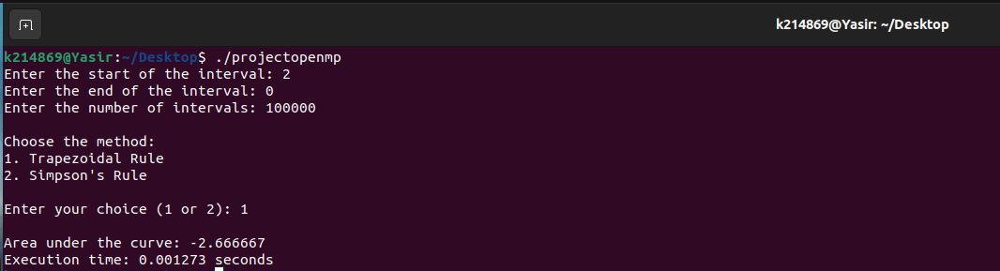 k214869@Yasir: ~/Desktop
k214869@Yasir:~/Desktop$ ./projectopenmp
Enter the start of the interval: 2
Enter the end of the interval: 0
Enter the number of intervals: 100000
Choose the method:
1. Trapezoidal Rule
2. Simpson's Rule
Enter your choice (1 or 2): 1
Area under the curve: -2.666667
Execution time: 0.001273 seconds